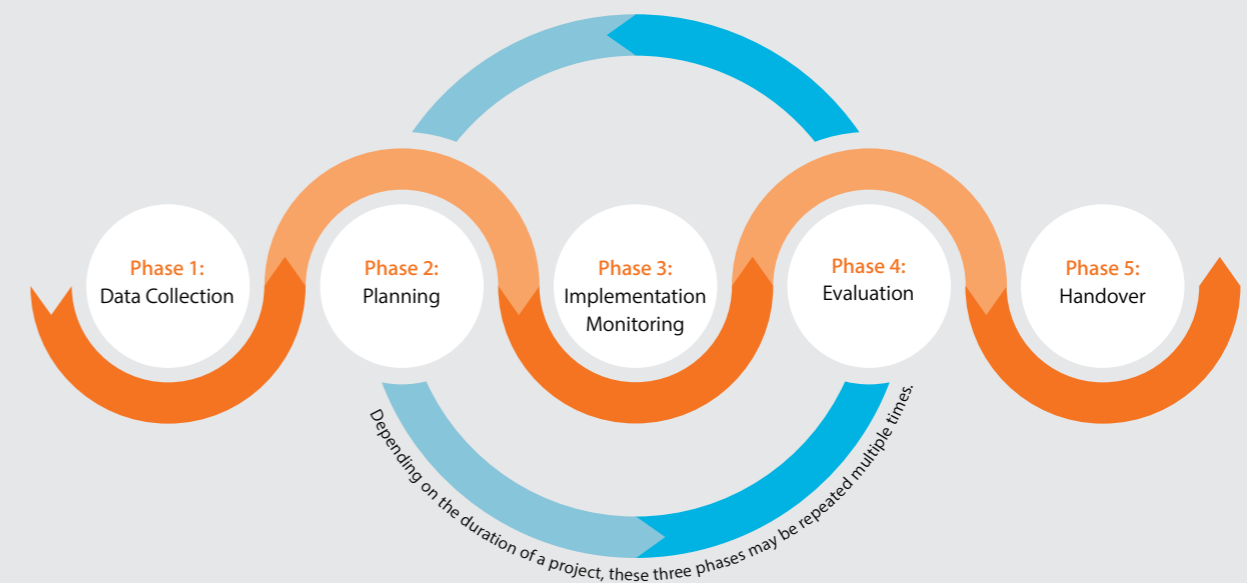 Phase 1:
Data Collection
Phase 2:
Planning
Phase 3:
Implementation
Monitoring
Phase 4:
Evaluation
Phase 5:
Handover
Depending on the duration of a project, these three phases may be repeated multiple times.